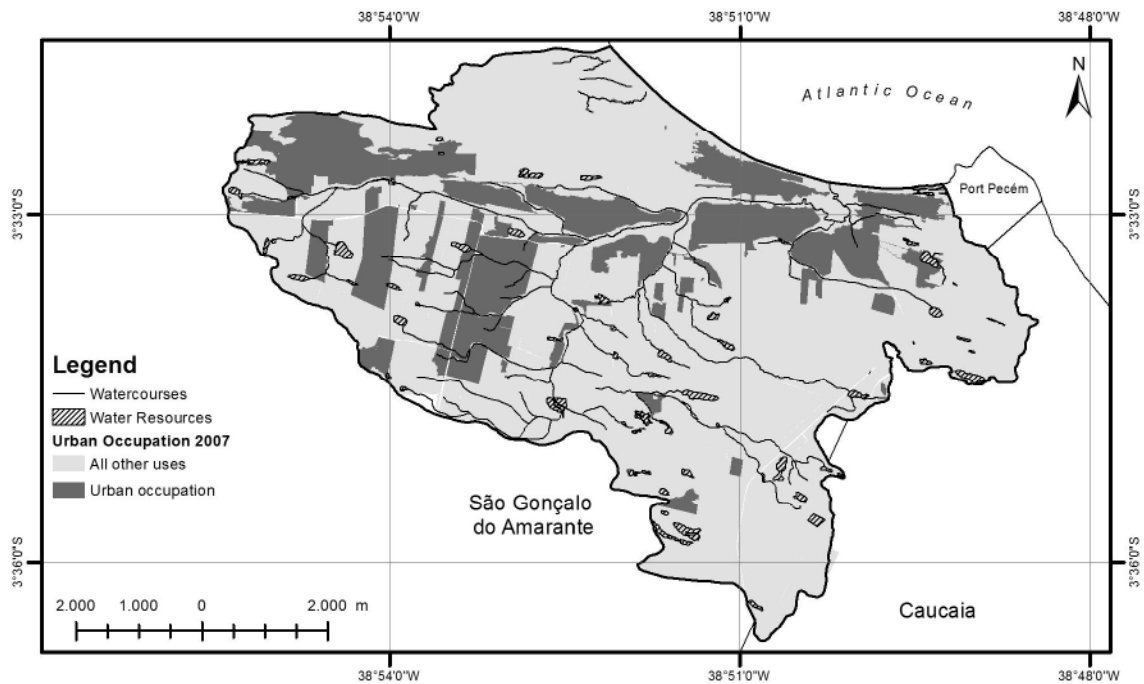 38°54'0"W
38°51'0"W
38°48'0"W
N
Atlantic Ocean
Port Pecém
3°33'0"S
3°33'0"S
Legend
Watercourses
Water Resources
Urban Occupation 2007
All other uses
Urban occupation
São Gonçalo
do Amarante
3°36'0"S
3°36'0"S
2.000 1.000 0 2.000 m
Caucaia
38°54'0"W
38°51'0"W
38°48'0"W